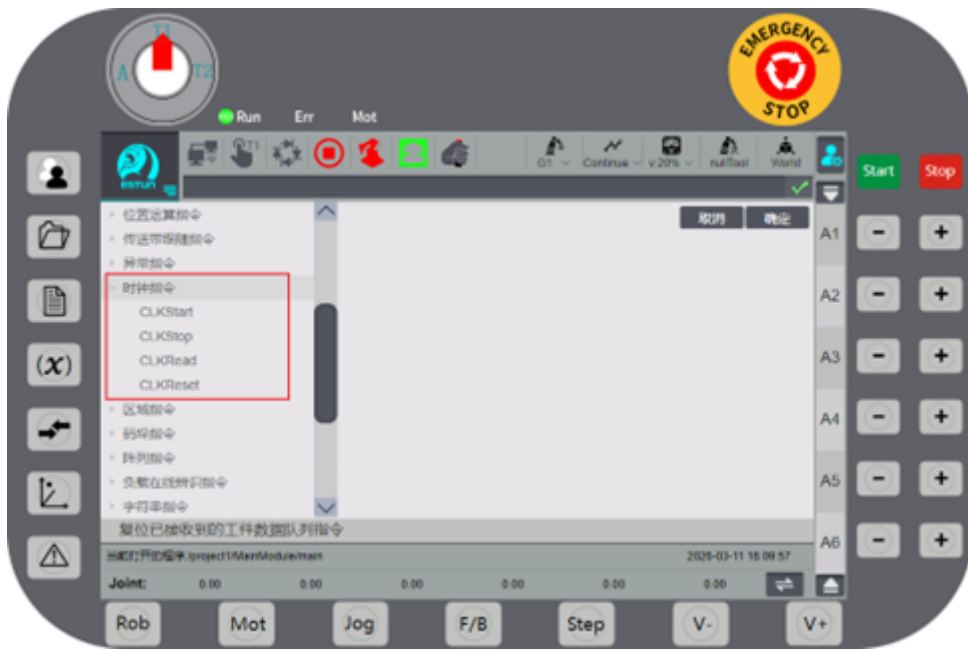 T1
A T2
EMERGENCY
STOP
Run Err Mot
ESTUN
T1
G1 Continue v:20% nullTool World
Start Stop
取消 确定
位置运算指令
传送带跟随指令
异常指令
时钟指令
CLKStart
CLKStop
CLKRead
CLKReset
区域指令
码垛指令
阵列指令
负载在线辨识指令
字符串指令
A1 - +
A2 - +
A3 - +
A4 - +
A5 - +
A6 - +
(x)
复位已接收到的工件数据队列指令
当前打开的程序:/project1/MainModule/main 2026-03-11 16:09:57
Joint: 0.00 0.00 0.00 0.00 0.00 0.00
Rob Mot Jog F/B Step V- V+